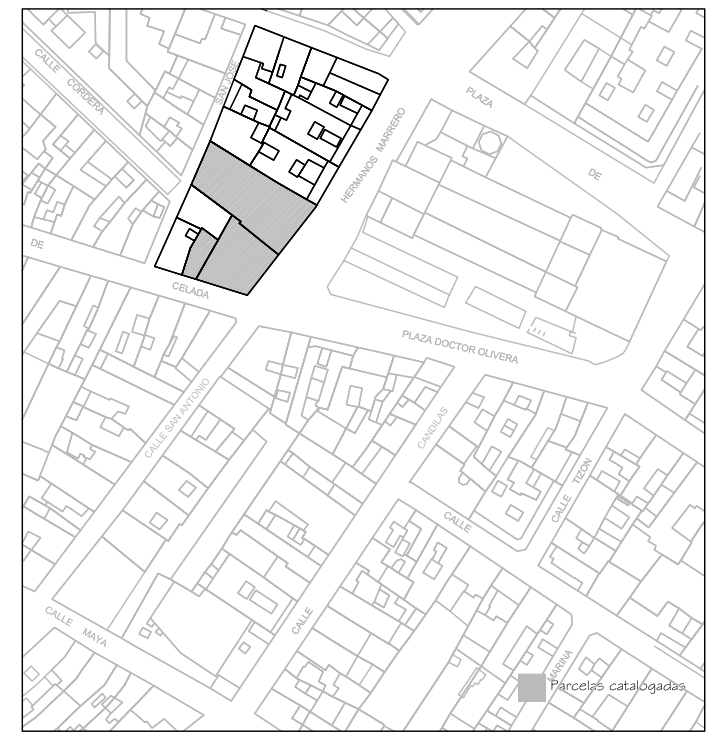 CALLE CORDERA
SAN JOSE
PLAZA
HERMANOS MARRERO
DE
DE
CELADA
PLAZA DOCTOR OLIVERA
CALLE SAN ANTONIO
CANDILAS
CALLE TIZON
CALLE
CALLE MAYA
CALLE
MARINA
Parcelas catalogadas